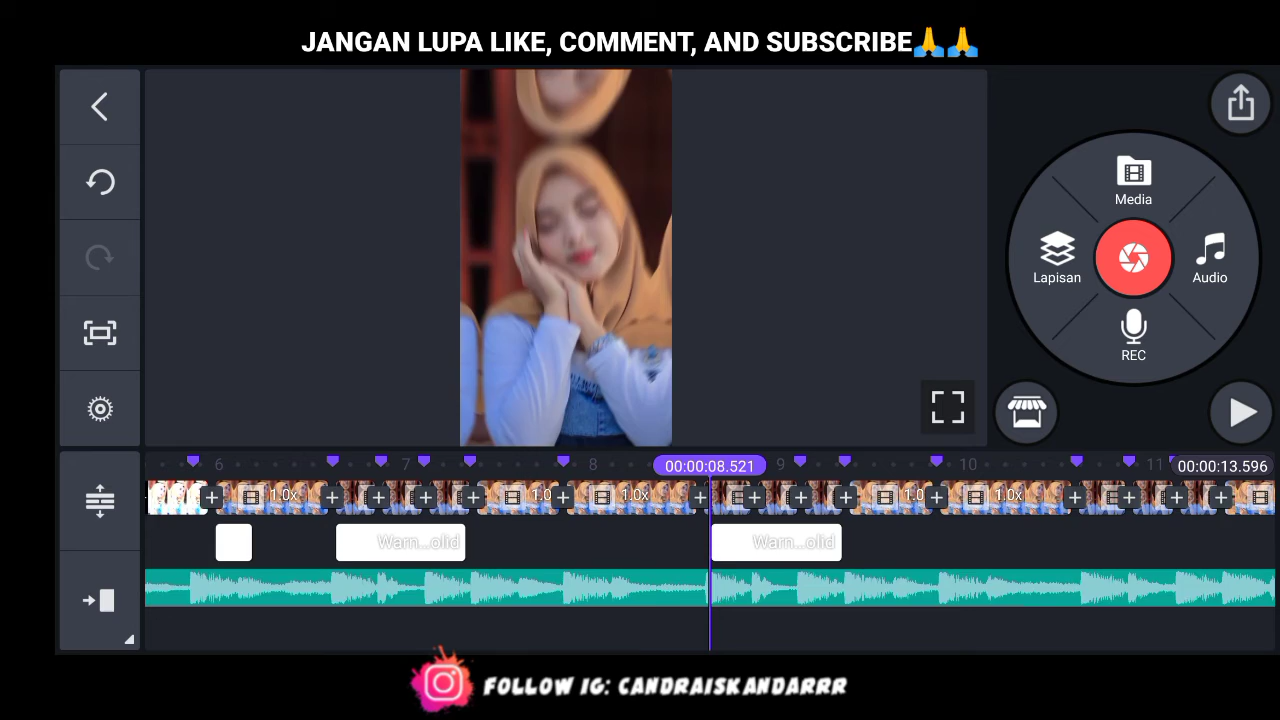 JANGAN LUPA LIKE, COMMENT, AND SUBSCRIBE🙏🙏
Media
Lapisan
Audio
REC
6
8
00:00:08.521
9
10
11
00:00:13.596
1.0x
1.0
1.0x
1.0
1.0x
Warn...olid
Warn...olid
FOLLOW IG: CANDRAISKANDARRR